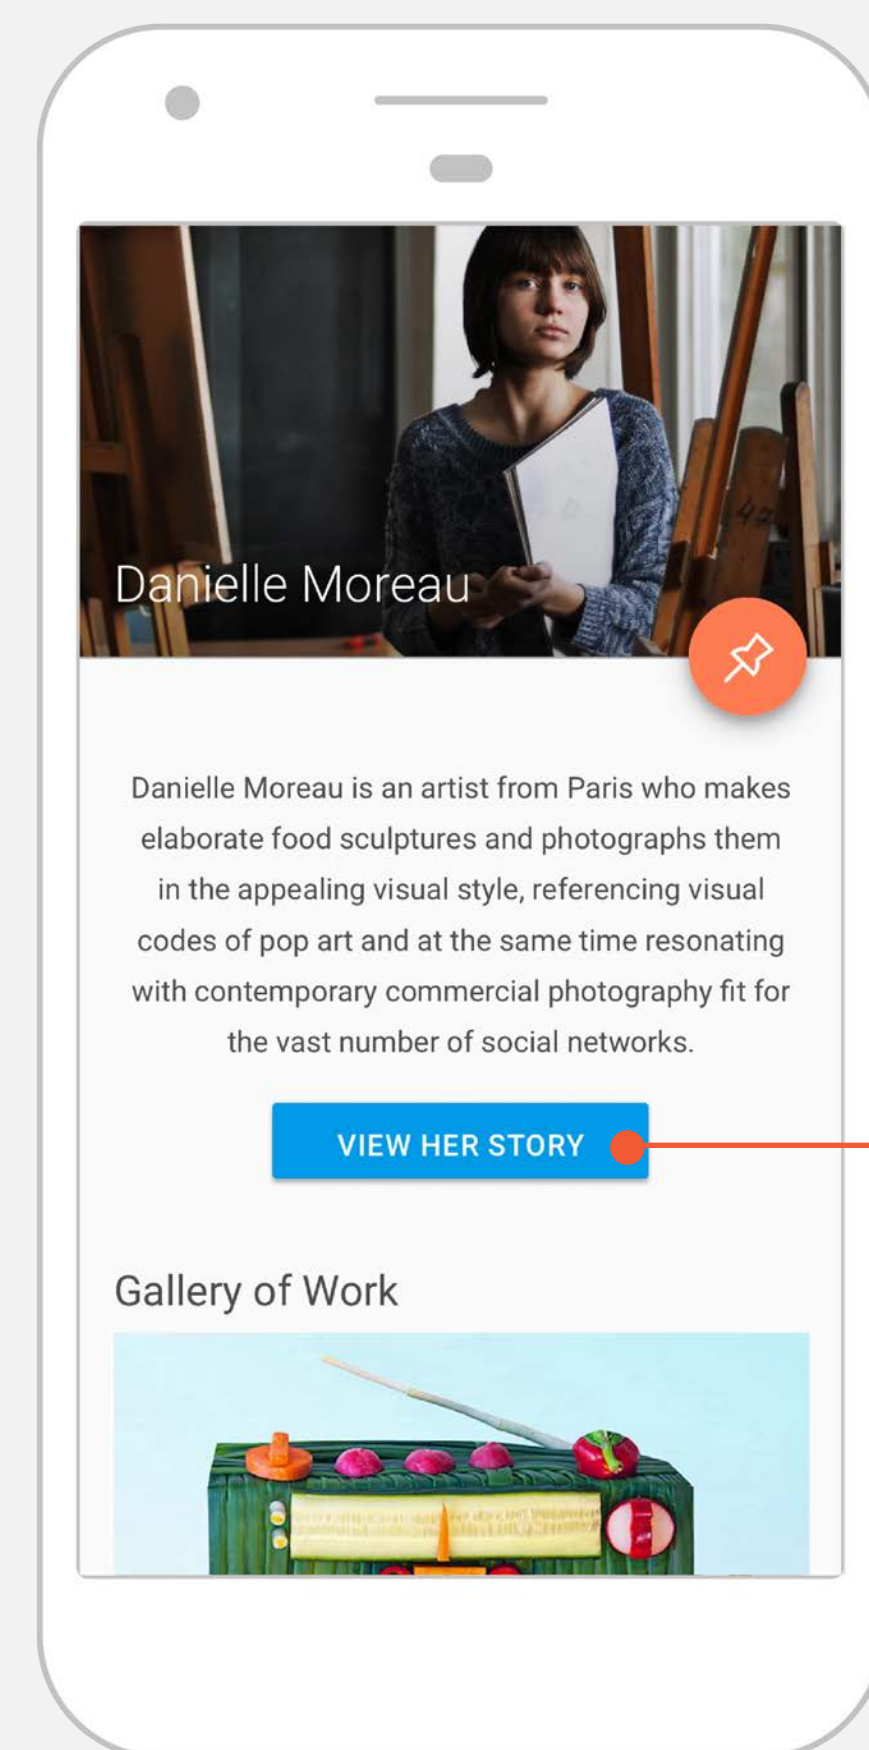 Danielle Moreau
Danielle Moreau is an artist from Paris who makes
elaborate food sculptures and photographs them
in the appealing visual style, referencing visual
codes of pop art and at the same time resonating
with contemporary commercial photography fit for
the vast number of social networks.
VIEW HER STORY
Gallery of Work